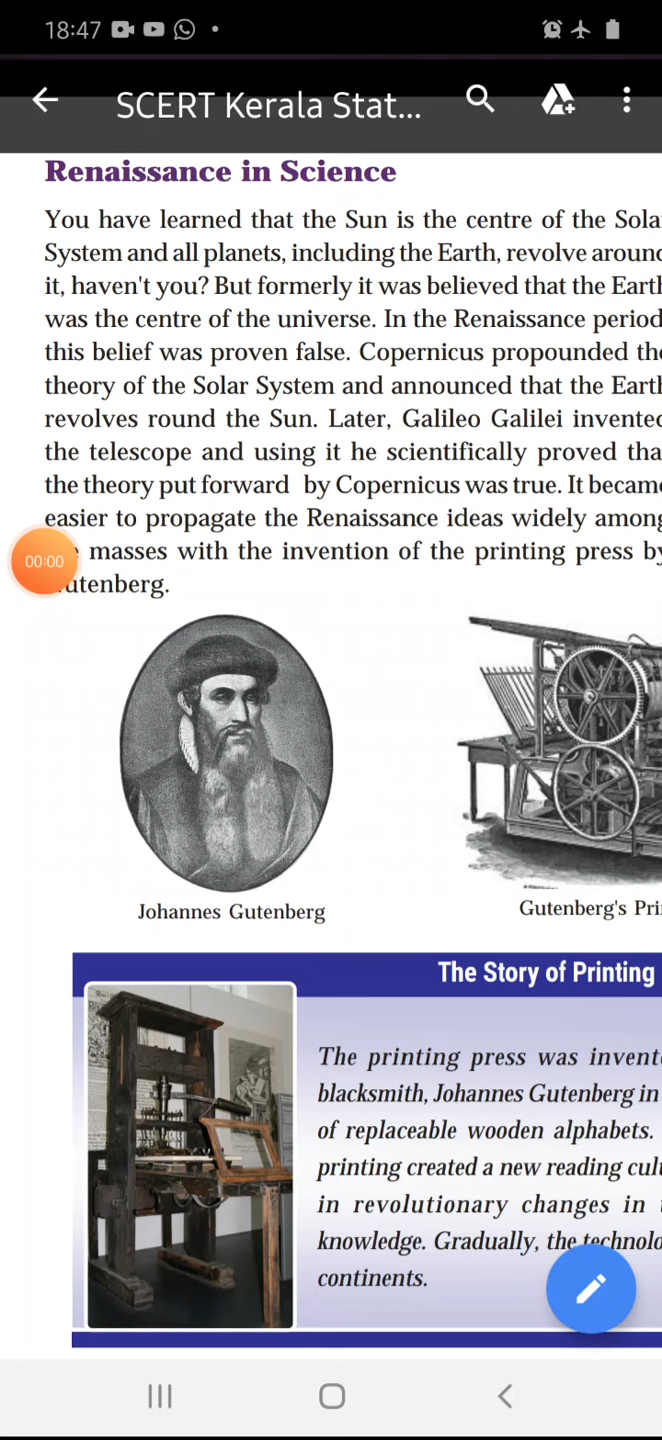 18:47
SCERT Kerala Stat...
Renaissance in Science
You have learned that the Sun is the centre of the Sola
System and all planets, including the Earth, revolve around
it, haven't you? But formerly it was believed that the Earth
was the centre of the universe. In the Renaissance period
this belief was proven false. Copernicus propounded the
theory of the Solar System and announced that the Earth
revolves round the Sun. Later, Galileo Galilei invented
the telescope and using it he scientifically proved tha
the theory put forward by Copernicus was true. It became
easier to propagate the Renaissance ideas widely among
00:00
masses with the invention of the printing press by
utenberg.
Johannes Gutenberg
Gutenberg's Pri
The Story of Printing
The printing press was invente
blacksmith, Johannes Gutenberg in
of replaceable wooden alphabets.
printing created a new reading cult
in revolutionary changes in
knowledge. Gradually, the technolo
continents.